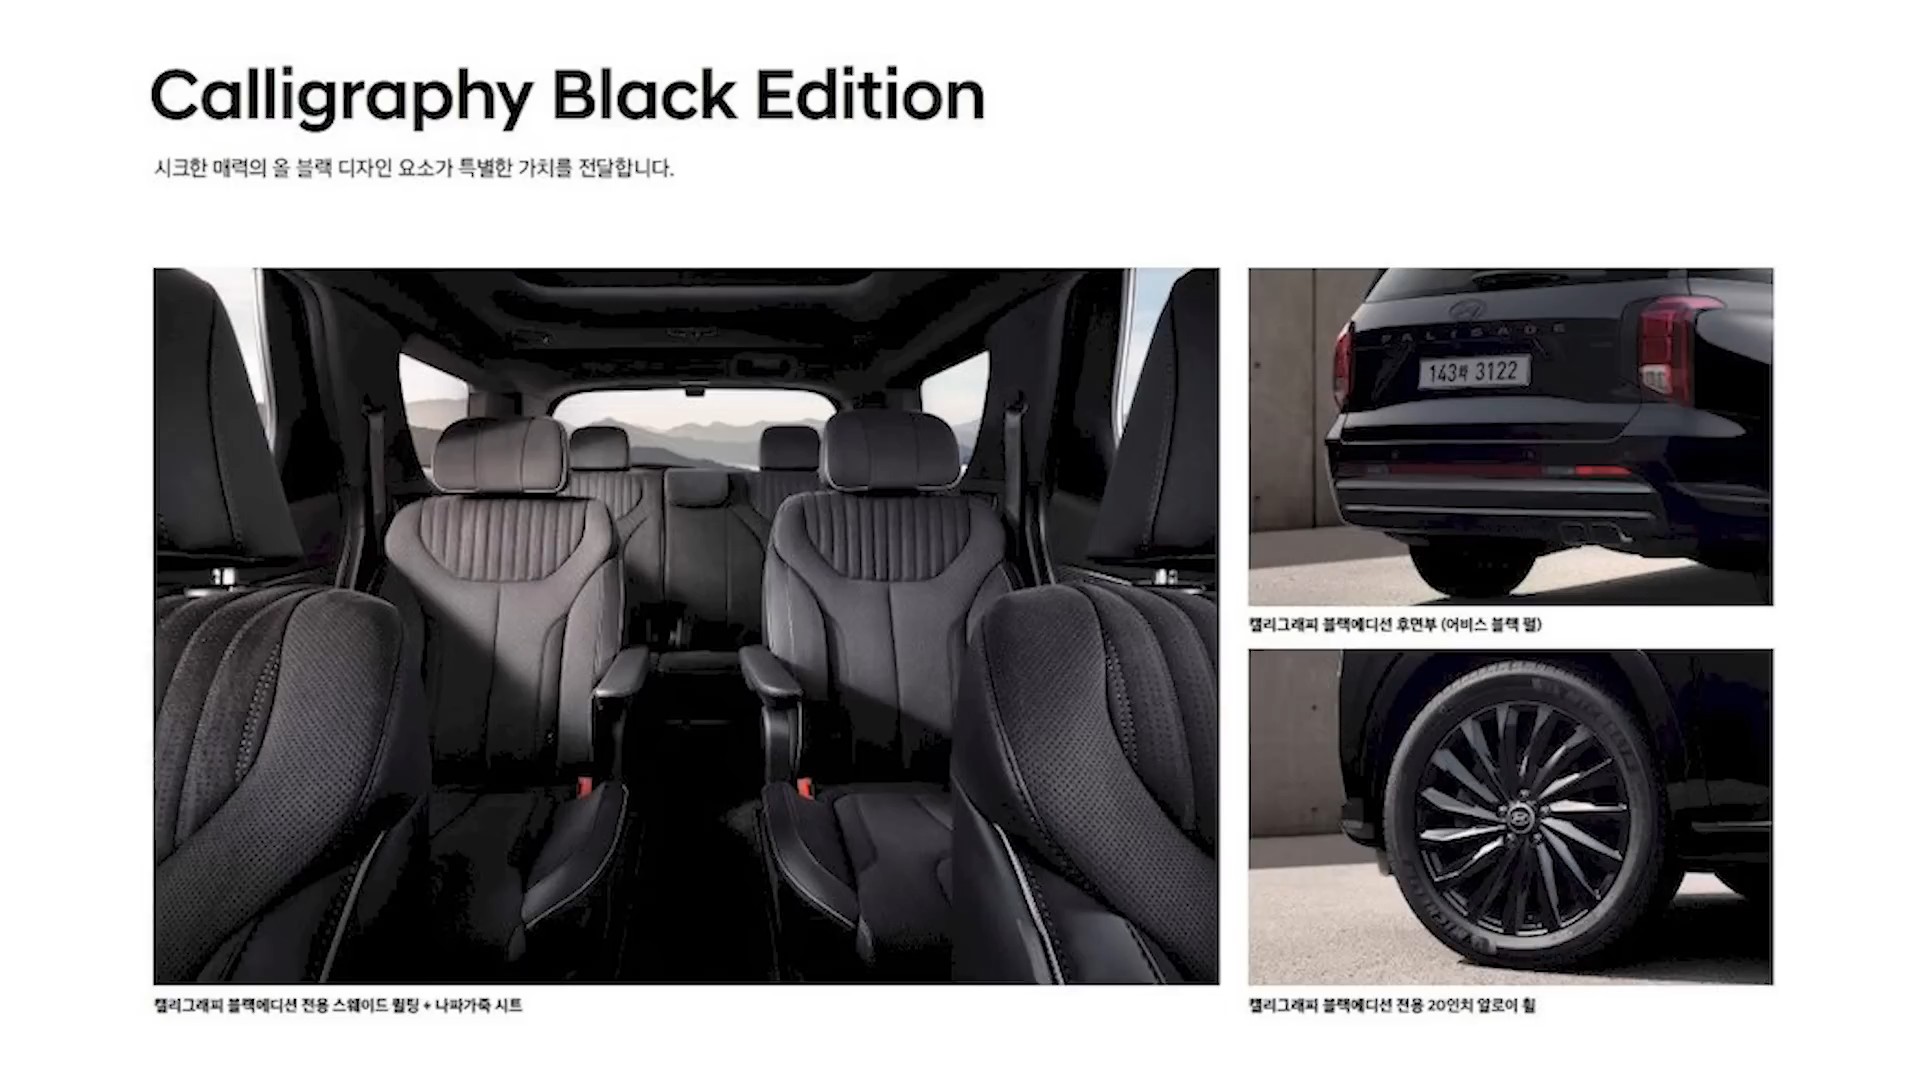 Calligraphy Black Edition
시크한 매력의 올 블랙 디자인 요소가 특별한 가치를 전달합니다.
PALISADE
143 3122
캘리그래피 블랙에디션 후면부 (어비스 블랙 펄)
캘리그래피 블랙에디션 전용 스웨이드 퀼팅 + 나파가죽 시트
캘리그래피 블랙에디션 전용 20인치 알로이 휠